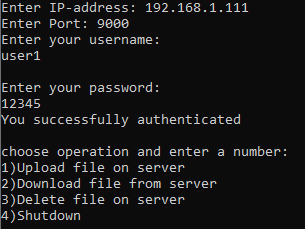 Enter IP-address: 192.168.1.111
Enter Port: 9000
Enter your username:
user1
Enter your password:
12345
You successfully authenticated
choose operation and enter a number:
1)Upload file on server
2)Download file from server
3)Delete file on server
4)Shutdown